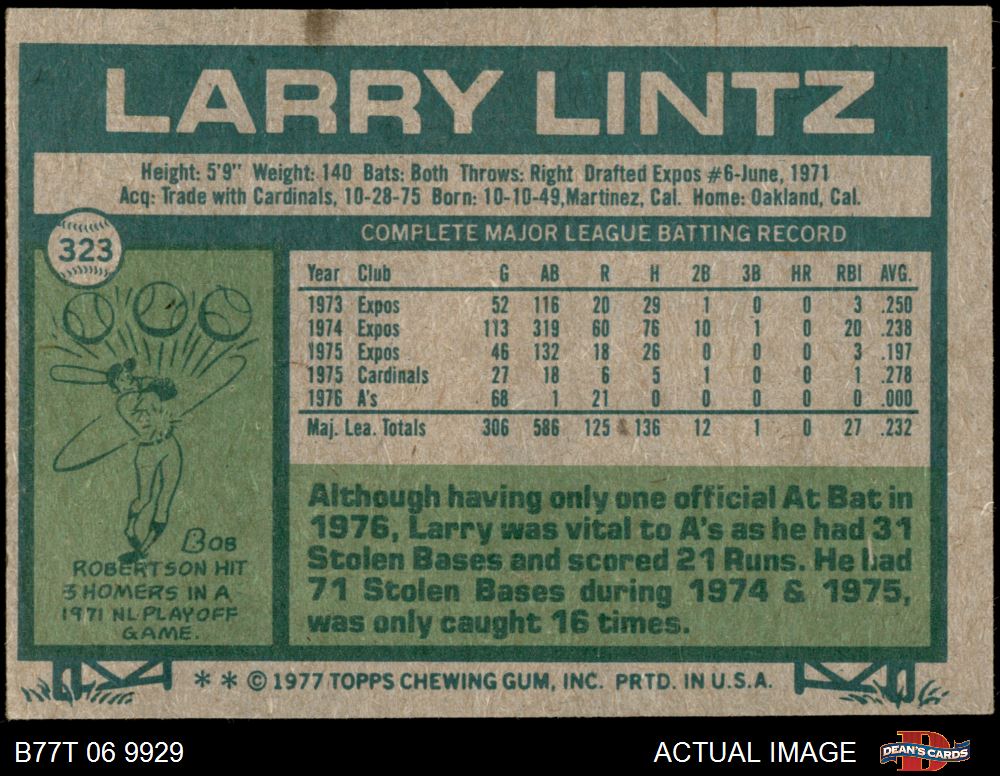 LARRY LINTZ
Height: 5'9" Weight: 140 Bats: Both Throws: Right Drafted Expos #6-June, 1971
Acq: Trade with Cardinals, 10-28-75 Born: 10-10-49,Martinez, Cal. Home: Oakland, Cal.
323
COMPLETE MAJOR LEAGUE BATTING RECORD
Year Club G AB R H 2B 3B HR RBI AVG.
1973 Expos 52 116 20 29 1 0 0 3 .250
1974 Expos 113 319 60 76 10 1 0 20 .238
1975 Expos 46 132 18 26 0 0 0 3 .197
1975 Cardinals 27 18 6 5 1 0 0 1 .278
1976 A's 68 1 21 0 0 0 0 0 .000
Maj. Lea. Totals 306 586 125 136 12 1 0 27 .232
BOB
ROBERTSON HIT
3 HOMERS IN A
1971 NL PLAYOFF
GAME.
Although having only one official At Bat in
1976, Larry was vital to A's as he had 31
Stolen Bases and scored 21 Runs. He had
71 Stolen Bases during 1974 & 1975,
was only caught 16 times.
* * © 1977 TOPPS CHEWING GUM, INC. PRTD. IN U.S.A.
B77T 06 9929
ACTUAL IMAGE
DEAN'S CARDS